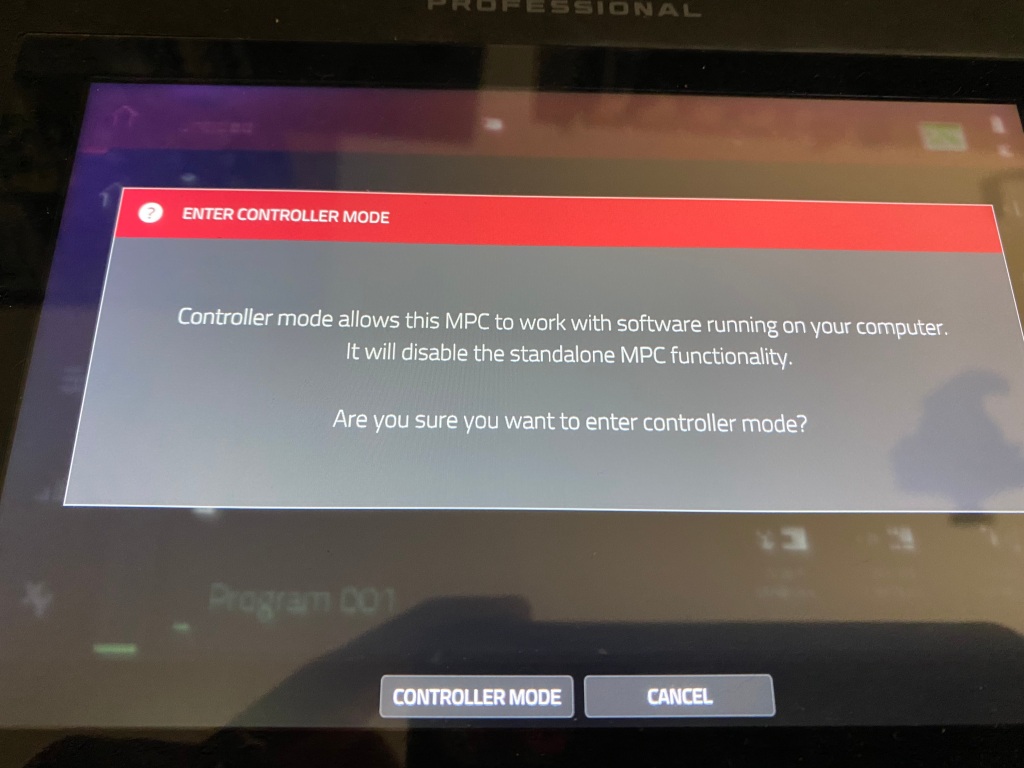 PROFESSIONAL
? ENTER CONTROLLER MODE
Controller mode allows this MPC to work with software running on your computer.
It will disable the standalone MPC functionality.
Are you sure you want to enter controller mode?
Program 001
CONTROLLER MODE
CANCEL